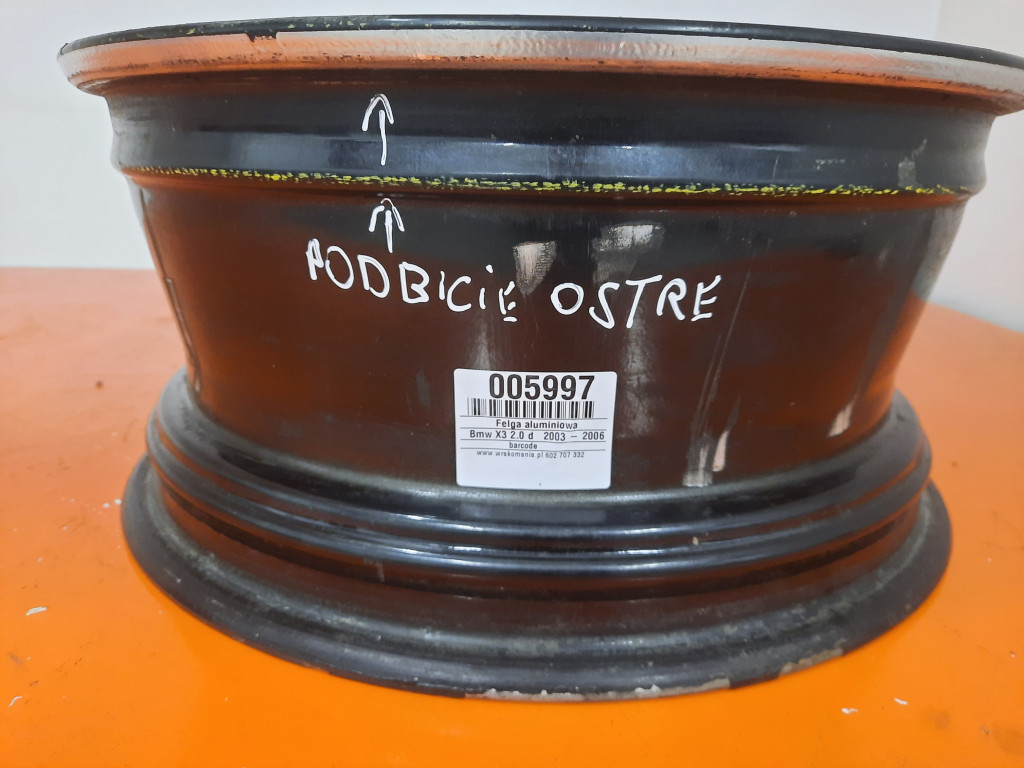 PODBICIE OSTRE
005997
Felga aluminiowa
Bmw X3 2.0 d 2003 - 2006
barcode
www.wrakomania.pl 602 707 332